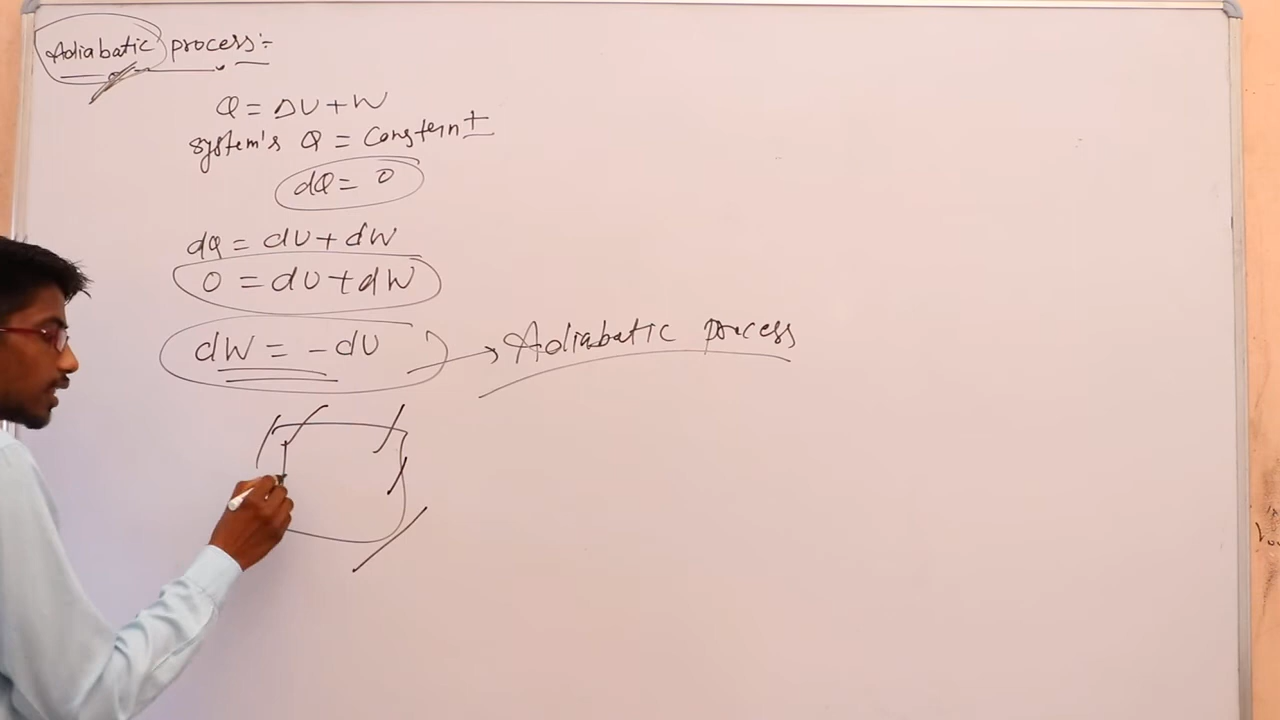 Adiabatic process:-
Q = ΔU + W
system's Q = Constant
dQ = 0
dQ = dU + dW
0 = dU + dW
dW = - dU → Adiabatic process